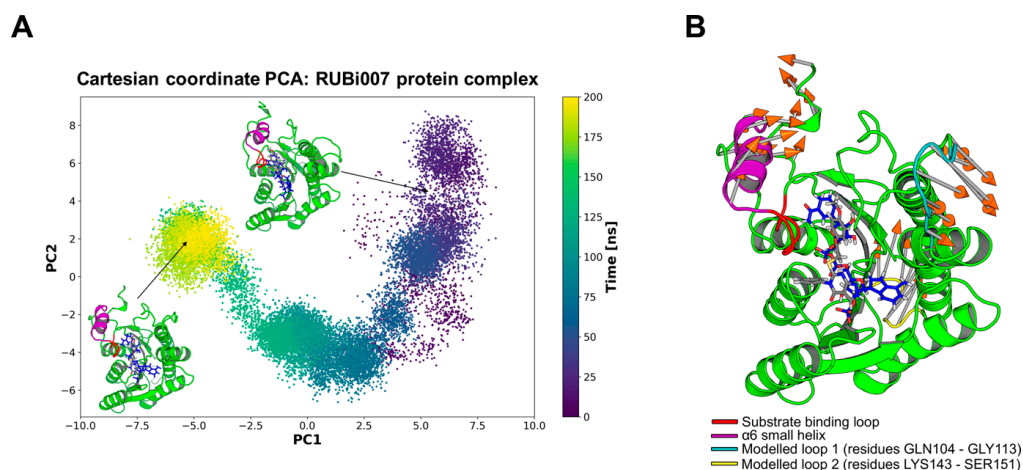 A
Cartesian coordinate PCA: RUBi007 protein complex
PC2
8
6
4
2
0
−2
−4
−6
−10.0 −7.5 −5.0 −2.5 0.0 2.5 5.0 7.5 10.0
PC1
200
175
150
125
100
75
50
25
0
Time [ns]
B
Substrate binding loop
α6 small helix
Modelled loop 1 (residues GLN104 - GLY113)
Modelled loop 2 (residues LYS143 - SER151)